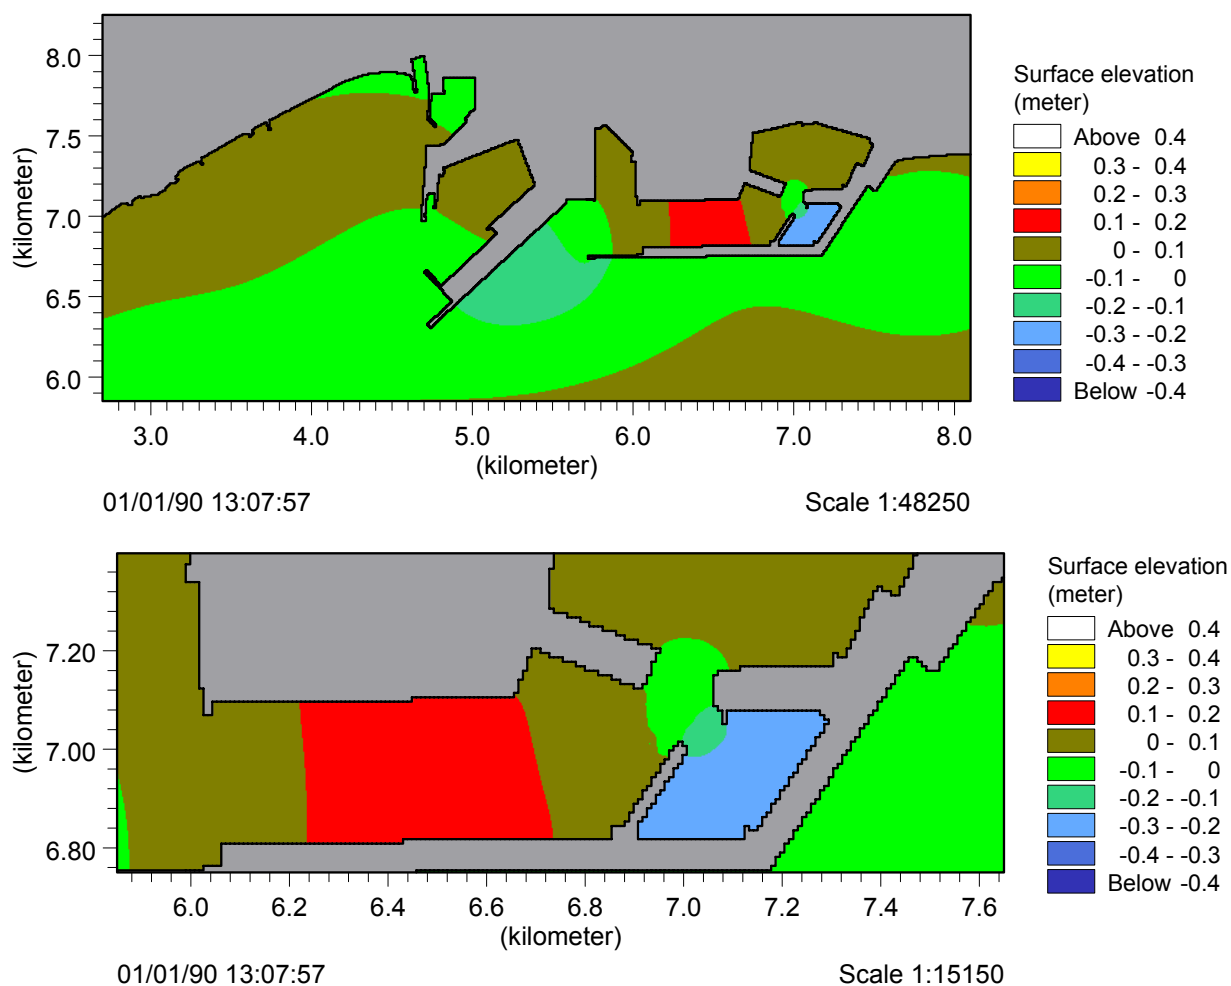 8.0
7.5
7.0
6.5
6.0
(kilometer)
3.0 4.0 5.0 6.0 7.0 8.0
(kilometer)
01/01/90 13:07:57 Scale 1:48250
Surface elevation
(meter)
Above 0.4
0.3 - 0.4
0.2 - 0.3
0.1 - 0.2
0 - 0.1
-0.1 - 0
-0.2 - -0.1
-0.3 - -0.2
-0.4 - -0.3
Below -0.4
7.20
7.00
6.80
(kilometer)
6.0 6.2 6.4 6.6 6.8 7.0 7.2 7.4 7.6
(kilometer)
01/01/90 13:07:57 Scale 1:15150
Surface elevation
(meter)
Above 0.4
0.3 - 0.4
0.2 - 0.3
0.1 - 0.2
0 - 0.1
-0.1 - 0
-0.2 - -0.1
-0.3 - -0.2
-0.4 - -0.3
Below -0.4